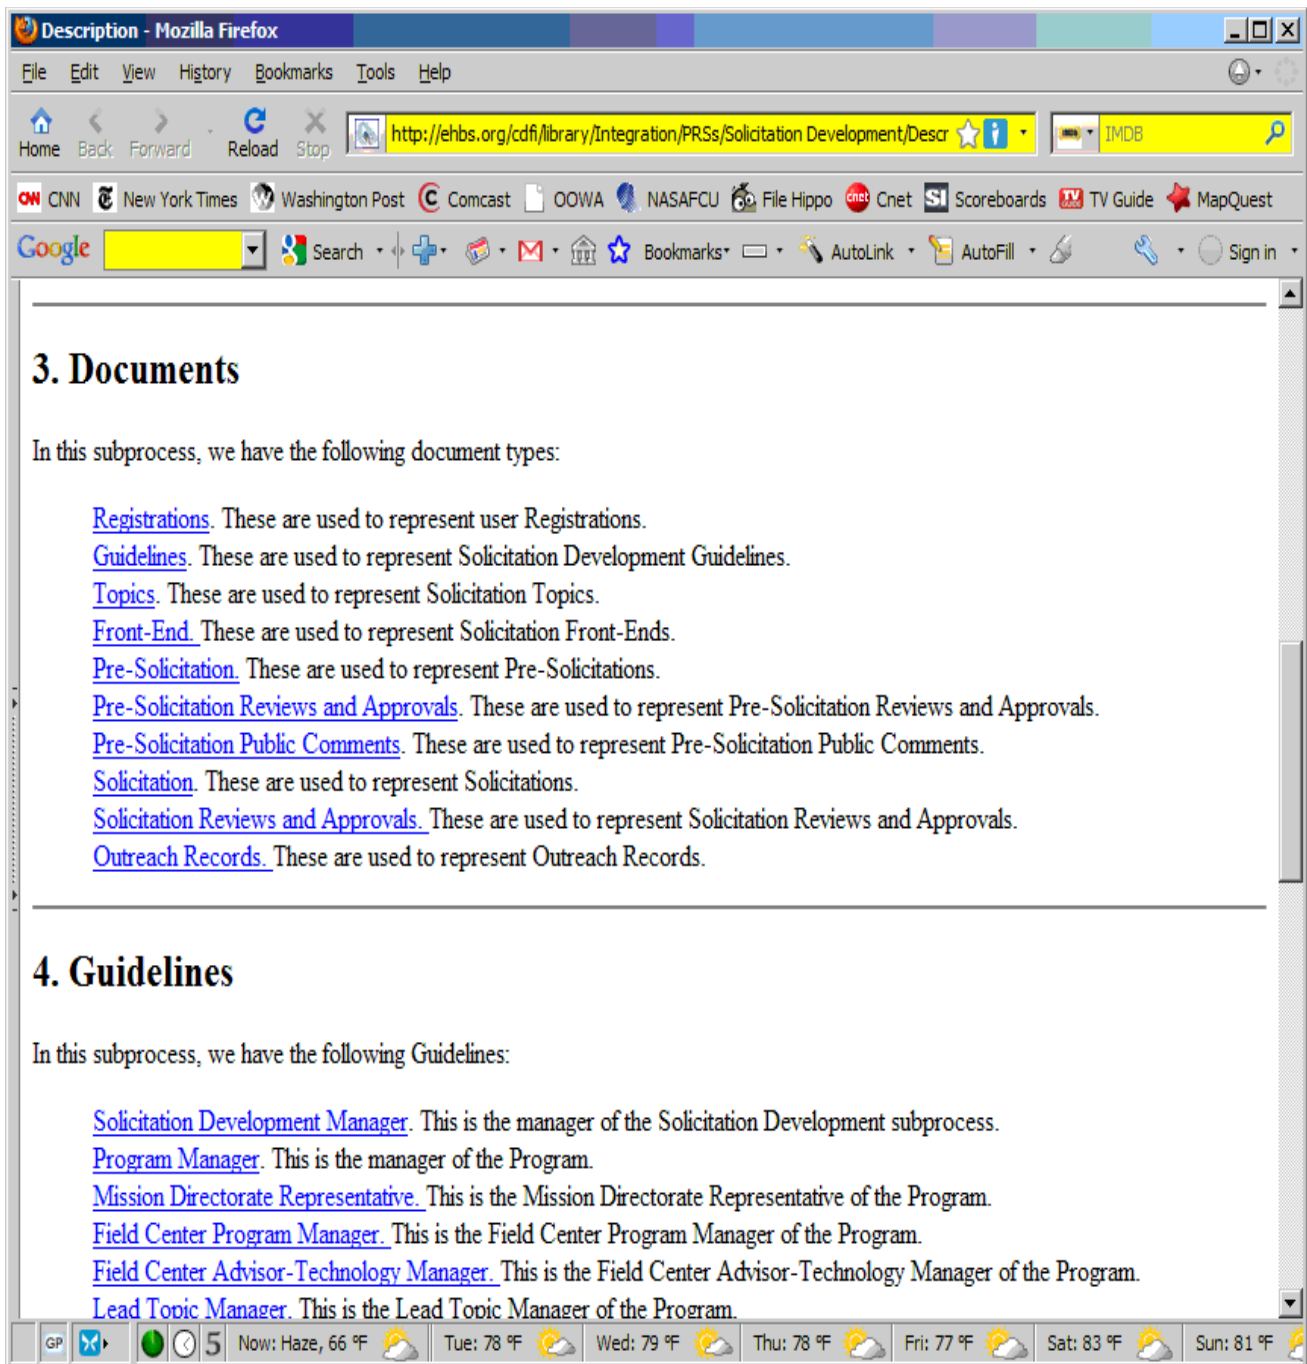 Description - Mozilla Firefox
File Edit View History Bookmarks Tools Help
Home Back Forward Reload Stop http://ehbs.org/cdfi/library/Integration/PRSs/Solicitation Development/Descr IMDB
CNN New York Times Washington Post Comcast OOWA NASAFCU File Hippo cnet Cnet SI Scoreboards TV Guide MapQuest
Google Search Bookmarks AutoLink AutoFill Sign in
3. Documents
In this subprocess, we have the following document types:
Registrations. These are used to represent user Registrations.
Guidelines. These are used to represent Solicitation Development Guidelines.
Topics. These are used to represent Solicitation Topics.
Front-End. These are used to represent Solicitation Front-Ends.
Pre-Solicitation. These are used to represent Pre-Solicitations.
Pre-Solicitation Reviews and Approvals. These are used to represent Pre-Solicitation Reviews and Approvals.
Pre-Solicitation Public Comments. These are used to represent Pre-Solicitation Public Comments.
Solicitation. These are used to represent Solicitations.
Solicitation Reviews and Approvals. These are used to represent Solicitation Reviews and Approvals.
Outreach Records. These are used to represent Outreach Records.
4. Guidelines
In this subprocess, we have the following Guidelines:
Solicitation Development Manager. This is the manager of the Solicitation Development subprocess.
Program Manager. This is the manager of the Program.
Mission Directorate Representative. This is the Mission Directorate Representative of the Program.
Field Center Program Manager. This is the Field Center Program Manager of the Program.
Field Center Advisor-Technology Manager. This is the Field Center Advisor-Technology Manager of the Program.
Lead Topic Manager. This is the Lead Topic Manager of the Program.
GP 5 Now: Haze, 66 °F Tue: 78 °F Wed: 79 °F Thu: 78 °F Fri: 77 °F Sat: 83 °F Sun: 81 °F